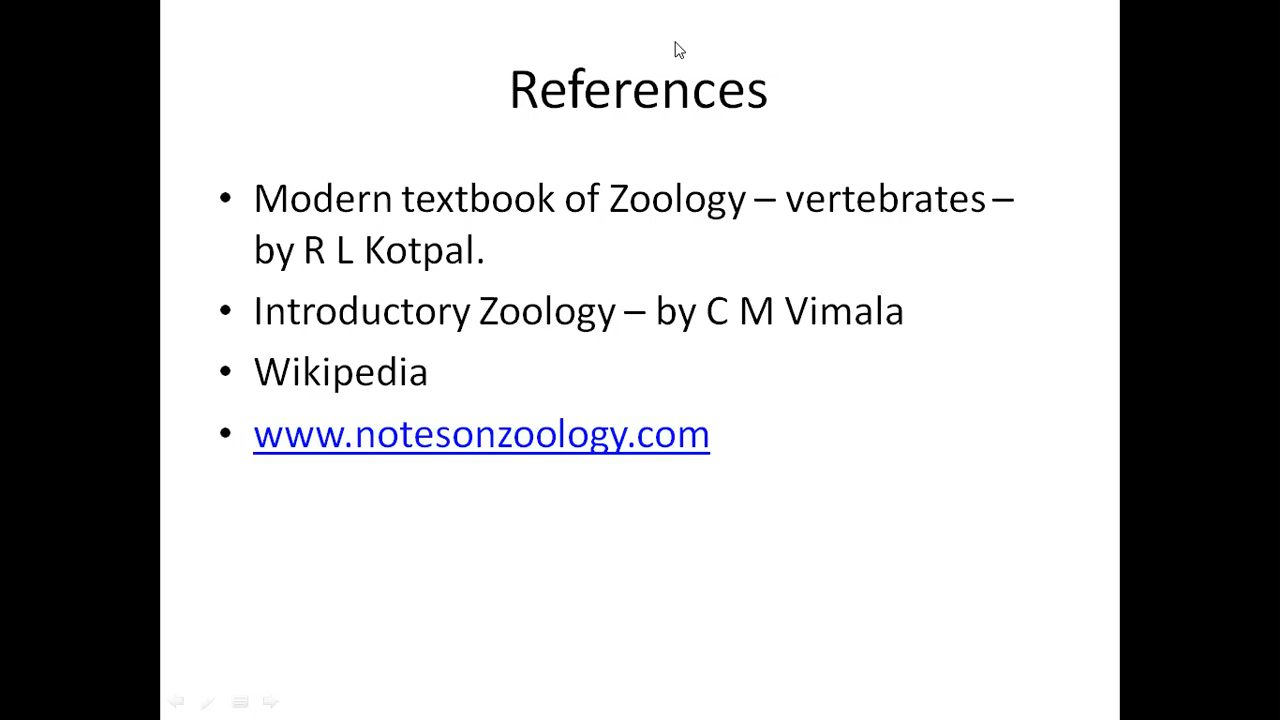 References
• Modern textbook of Zoology – vertebrates –
by R L Kotpal.
• Introductory Zoology – by C M Vimala
• Wikipedia
• www.notesonzoology.com